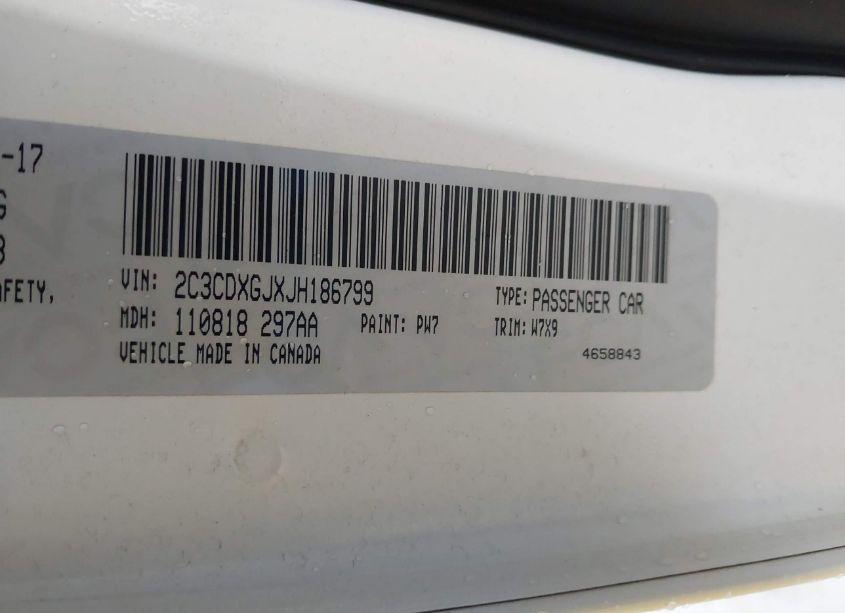 -17
G
3
AFETY,
VIN: 2C3CDXGJXJH186799 TYPE: PASSENGER CAR
MDH: 110818 297AA PAINT: PW7 TRIM: W7X9
VEHICLE MADE IN CANADA 4658843